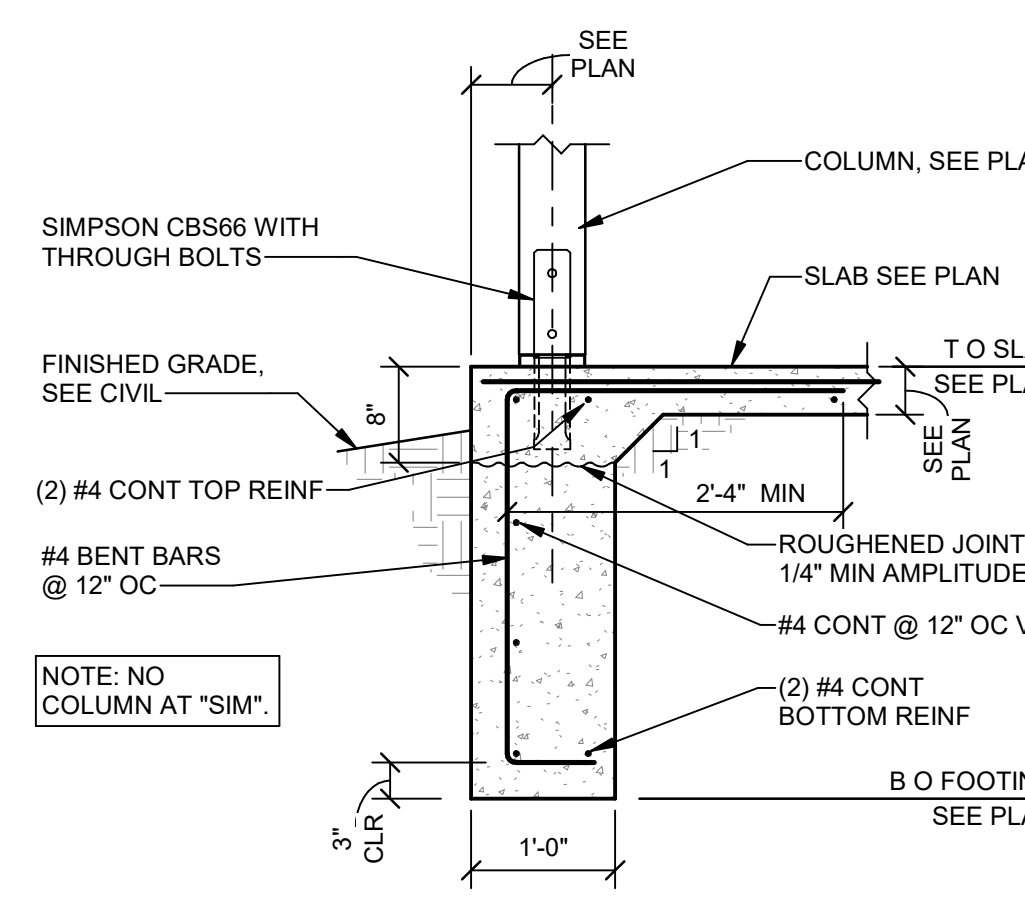 SEE
PLAN
COLUMN, SEE PLA
SIMPSON CBS66 WITH
THROUGH BOLTS
SLAB SEE PLAN
FINISHED GRADE,
SEE CIVIL
T O SLA
SEE PLA
8"
SEE
PLAN
1
1
(2) #4 CONT TOP REINF
2'-4" MIN
#4 BENT BARS
@ 12" OC
ROUGHENED JOINT
1/4" MIN AMPLITUDE
#4 CONT @ 12" OC V
NOTE: NO
COLUMN AT "SIM".
(2) #4 CONT
BOTTOM REINF
B O FOOTIN
SEE PLA
3"
CLR
1'-0"